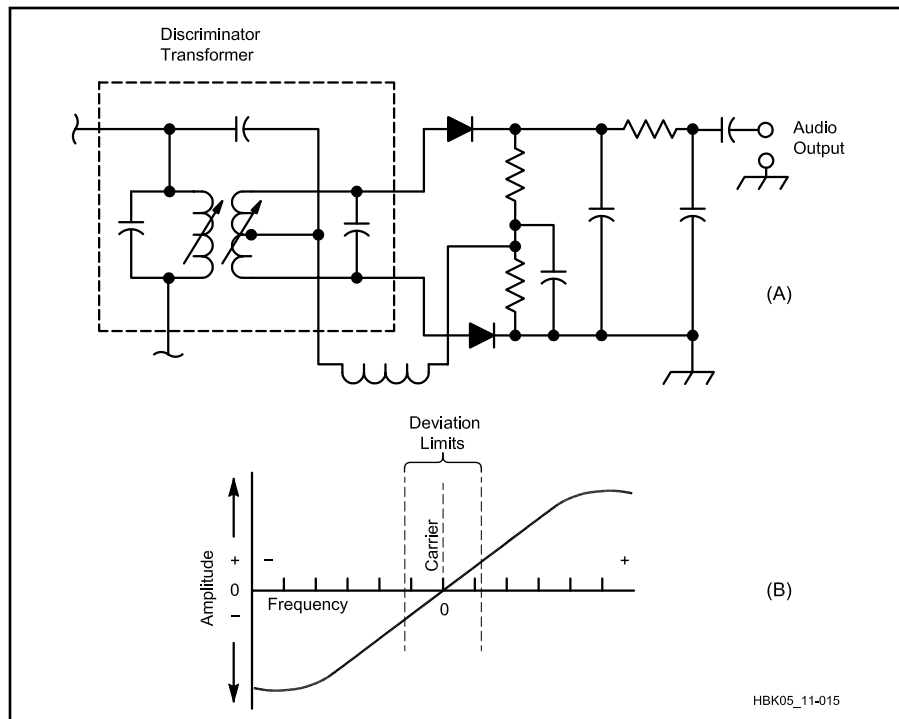 Discriminator
Transformer
Audio
Output
(A)
Deviation
Limits
Carrier
Amplitude
+
0
−
−
+
Frequency
0
(B)
HBK05_11-015